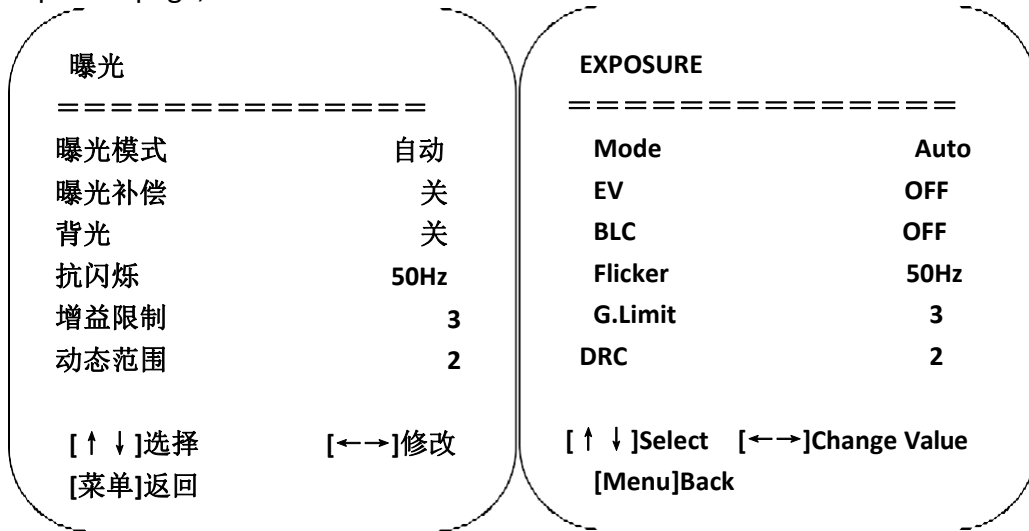 曝光
==============
曝光模式 自动
曝光补偿 关
背光 关
抗闪烁 50Hz
增益限制 3
动态范围 2
[↑↓]选择 [←→]修改
[菜单]返回
EXPOSURE
==============
Mode Auto
EV OFF
BLC OFF
Flicker 50Hz
G.Limit 3
DRC 2
[↑↓]Select [←→]Change Value
[Menu]Back